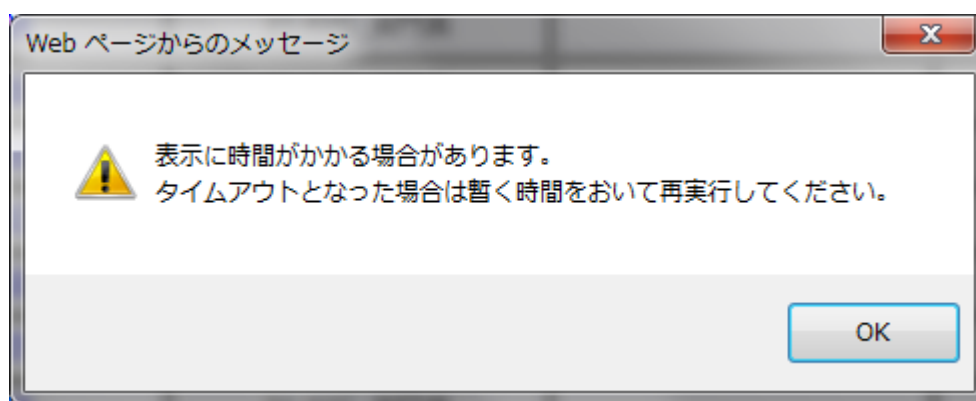 Web ページからのメッセージ
表示に時間がかかる場合があります。
タイムアウトとなった場合は暫く時間をおいて再実行してください。
OK